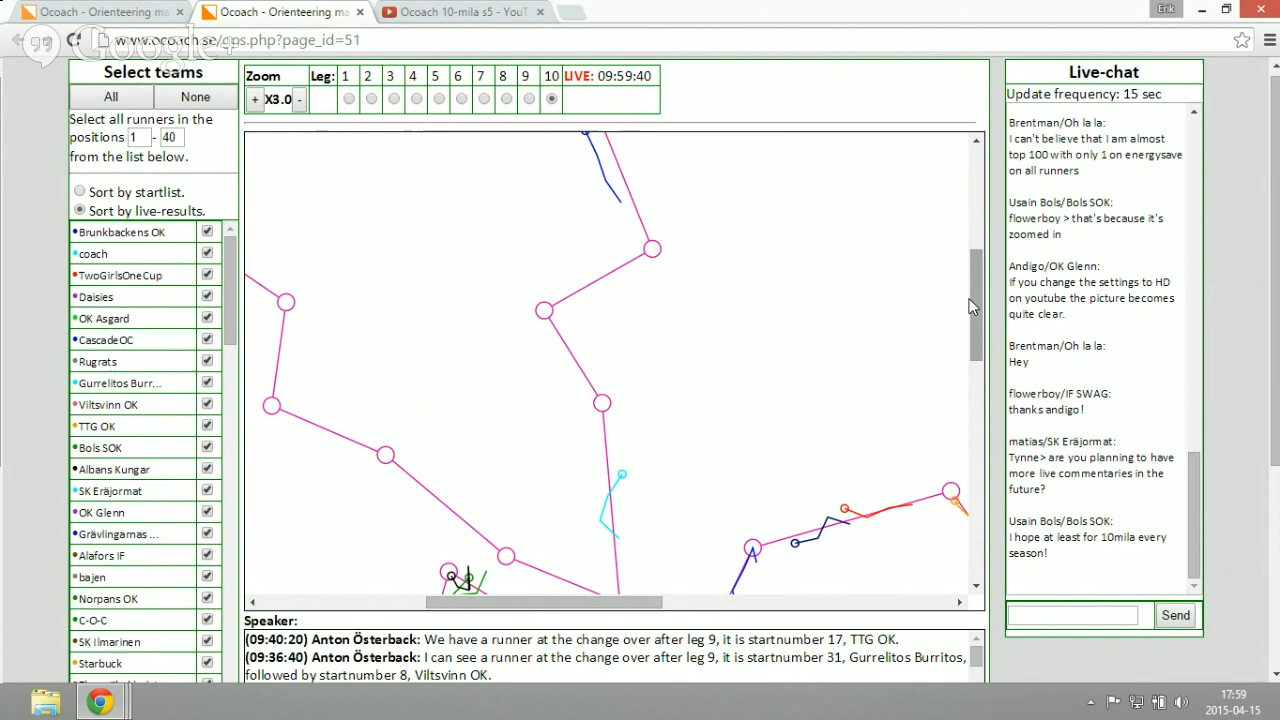 Ocoach - Orienteering ma
Ocoach - Orienteering ma
Ocoach 10-mila s5 - YouT
Erik
www.ocoach.se/gps.php?page_id=51
Google+
Select teams
All
None
Select all runners in the
positions 1 - 40
from the list below.
Sort by startlist.
Sort by live-results.
Brunkbackens OK
coach
TwoGirlsOneCup
Daisies
OK Asgard
CascadeOC
Rugrats
Gurrelitos Burr...
Viltsvinn OK
TTG OK
Bols SOK
Albans Kungar
SK Eräjormat
OK Glenn
Grävlingarnas ...
Alafors IF
bajen
Norpans OK
C-O-C
SK Ilmarinen
Starbuck
Zoom
Leg: 1 2 3 4 5 6 7 8 9 10
LIVE: 09:59:40
+ X3.0 -
Speaker:
(09:40:20) Anton Österback: We have a runner at the change over after leg 9, it is startnumber 17, TTG OK.
(09:36:40) Anton Österback: I can see a runner at the change over after leg 9, it is startnumber 31, Gurrelitos Burritos,
followed by startnumber 8, Viltsvinn OK.
Live-chat
Update frequency: 15 sec
Brentman/Oh la la:
I can't believe that I am almost
top 100 with only 1 on energysave
on all runners
Usain Bols/Bols SOK:
flowerboy > that's because it's
zoomed in
Andigo/OK Glenn:
If you change the settings to HD
on youtube the picture becomes
quite clear.
Brentman/Oh la la:
Hey
flowerboy/IF SWAG:
thanks andigo!
matias/SK Eräjormat:
Tynne> are you planning to have
more live commentaries in the
future?
Usain Bols/Bols SOK:
I hope at least for 10mila every
season!
Send
17:59
2015-04-15